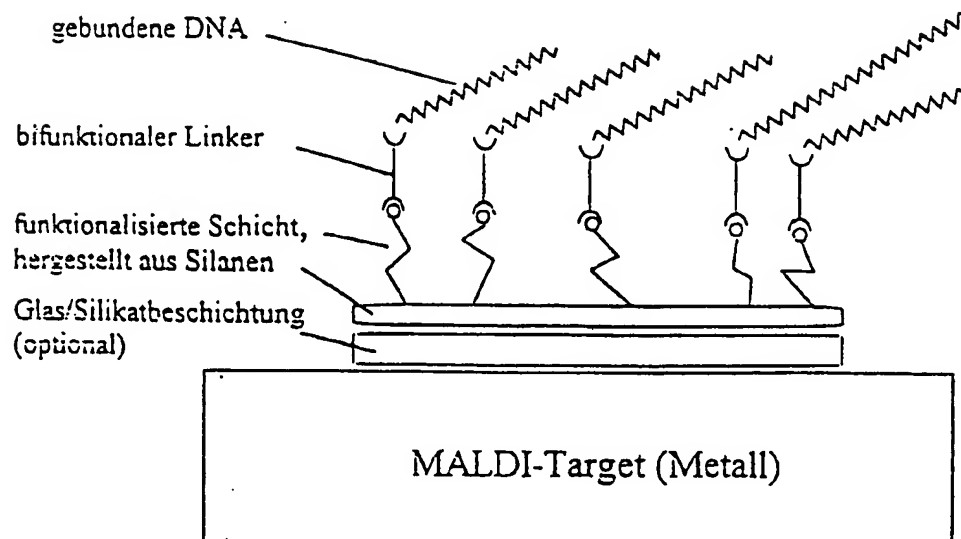 gebundene DNA
bifunktionaler Linker
funktionalisierte Schicht,
hergestellt aus Silanen
Glas/Silikatbeschichtung
(optional)
MALDI-Target (Metall)